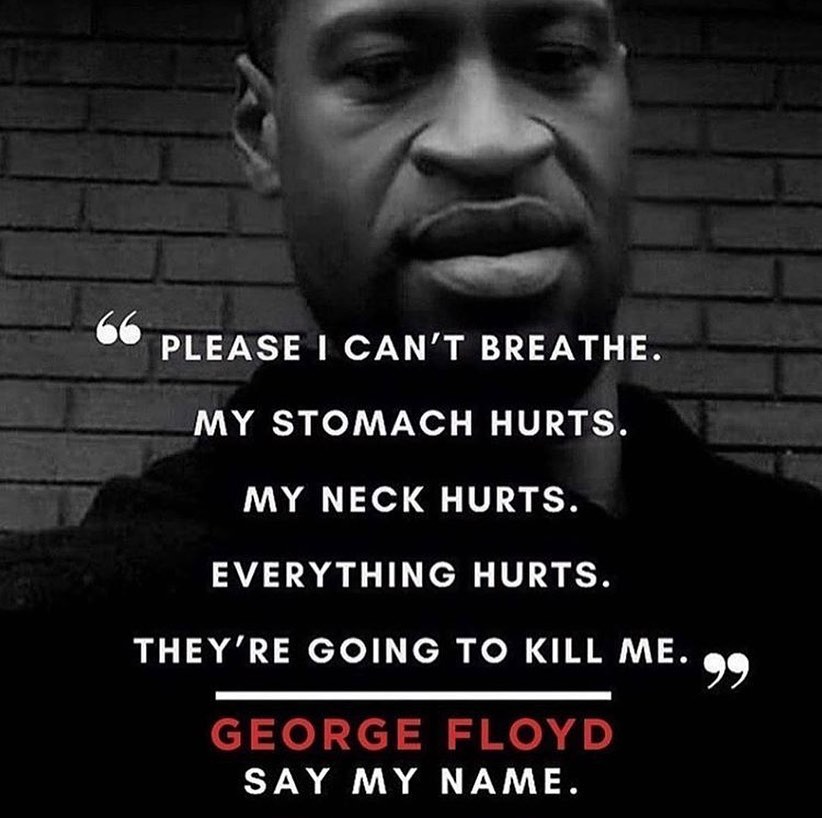 “ PLEASE I CAN’T BREATHE.
MY STOMACH HURTS.
MY NECK HURTS.
EVERYTHING HURTS.
THEY’RE GOING TO KILL ME. ”
GEORGE FLOYD
SAY MY NAME.